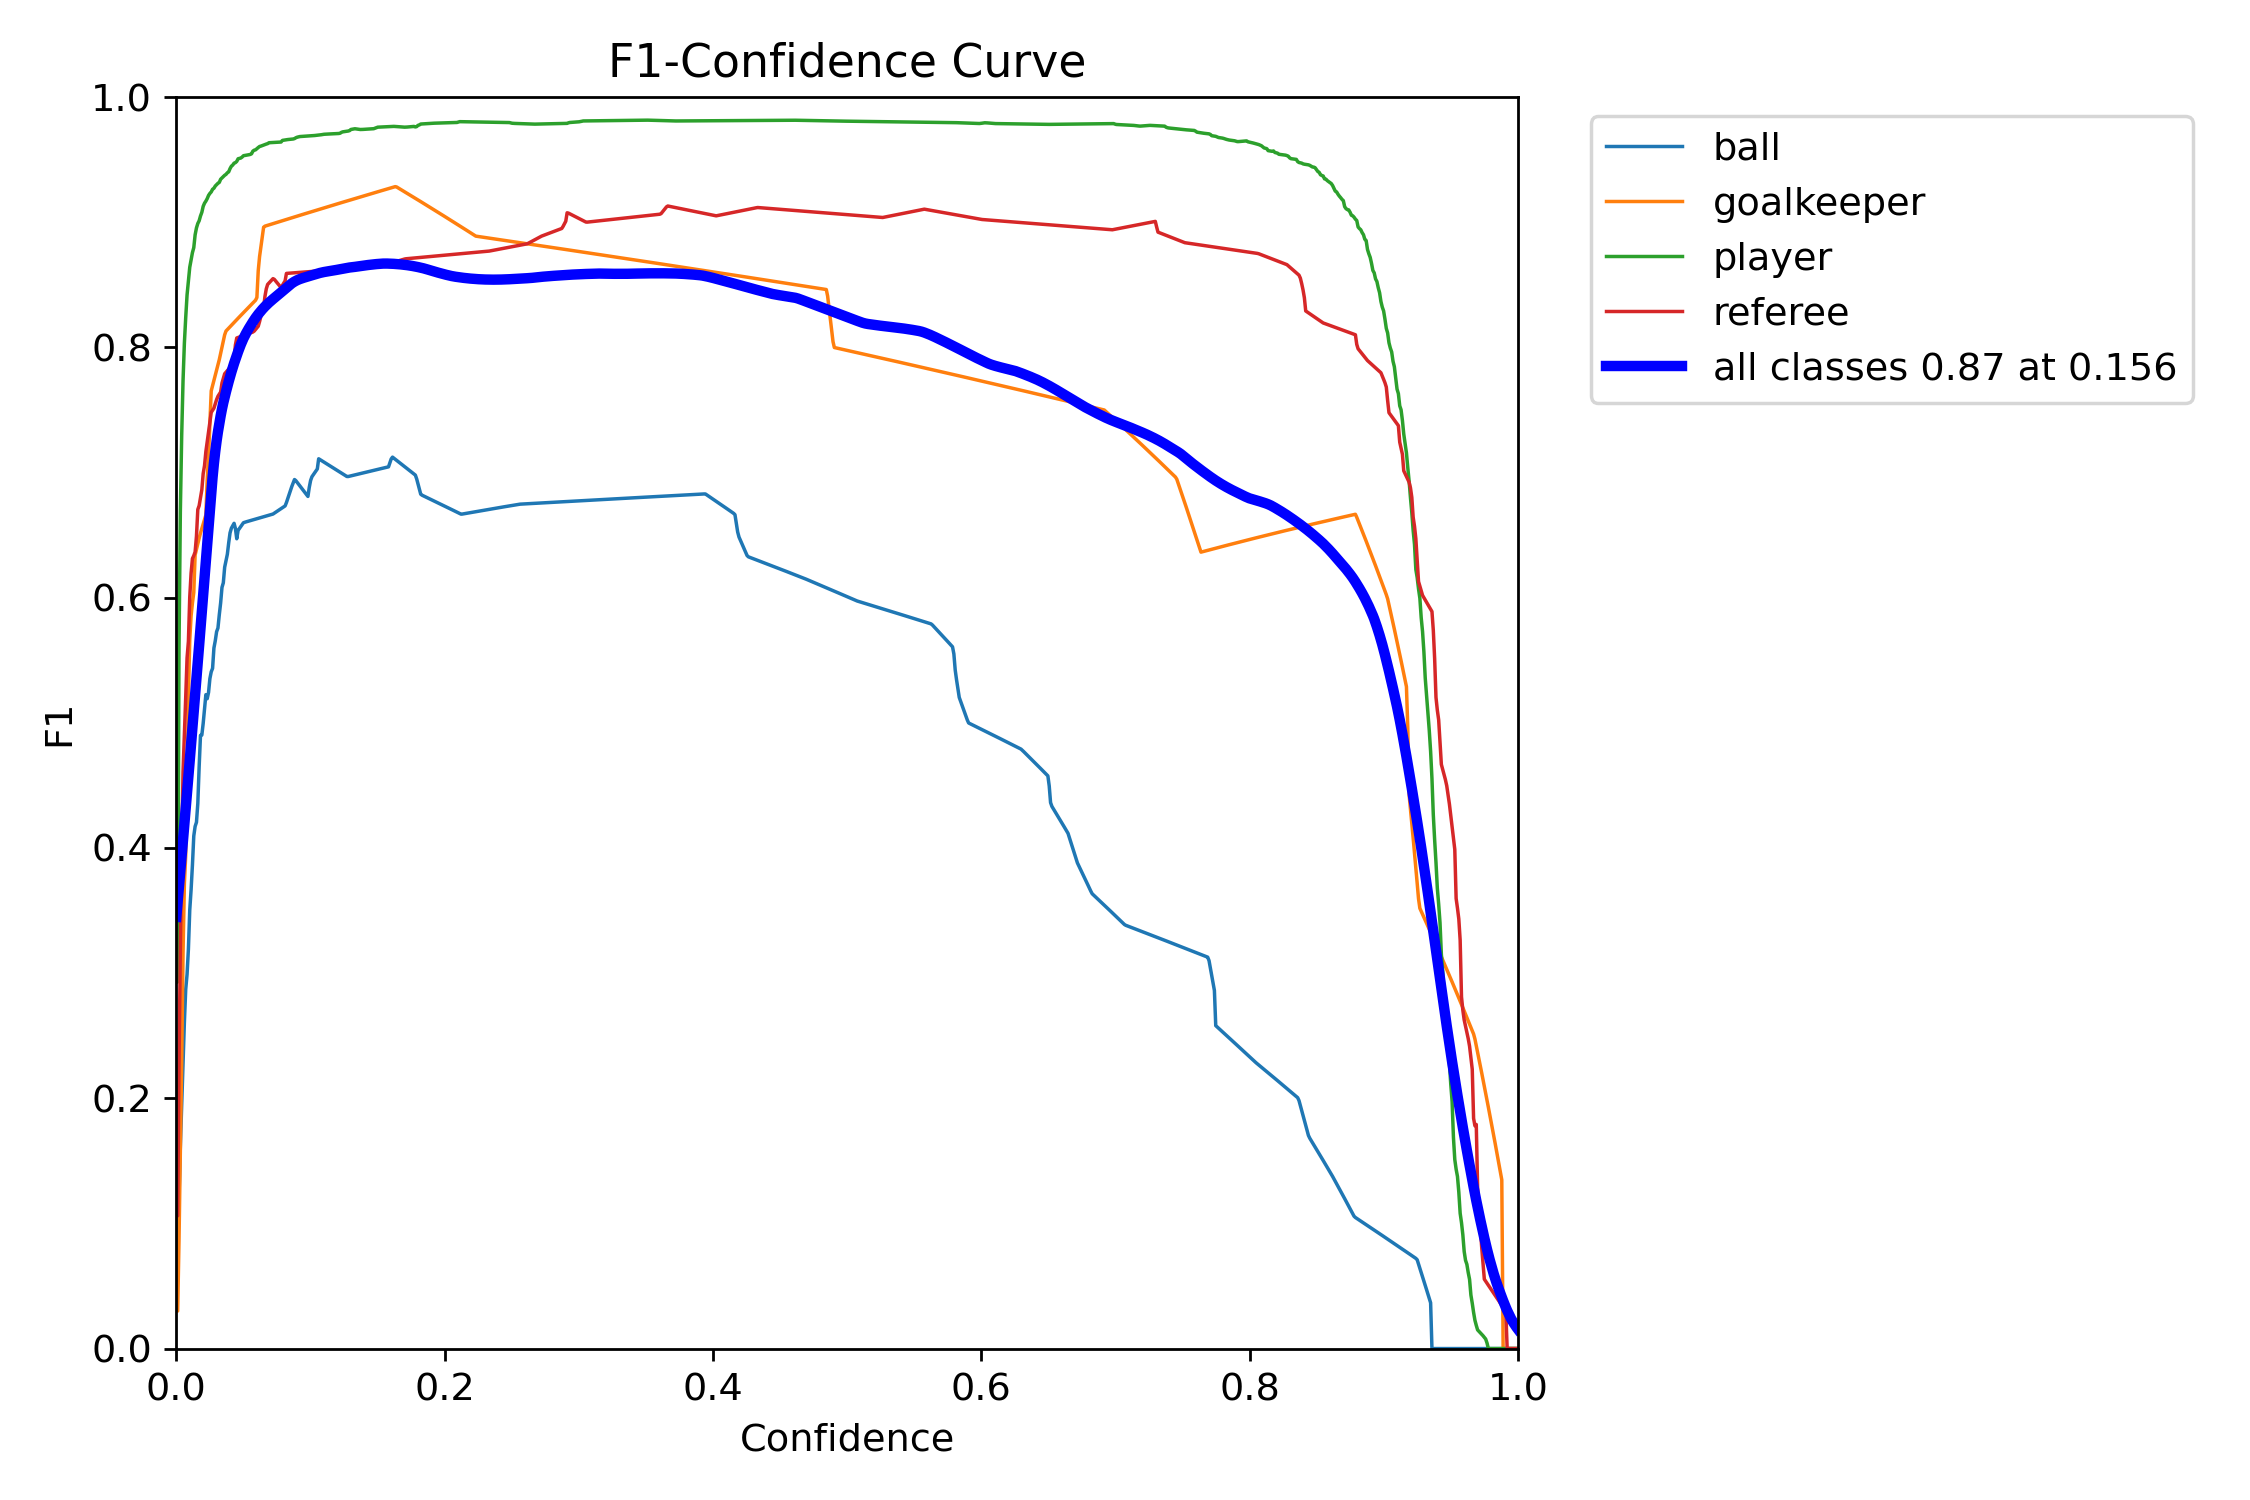 F1-Confidence Curve
1.0
0.8
0.6
0.4
0.2
0.0
F1
0.0 0.2 0.4 0.6 0.8 1.0
Confidence
ball
goalkeeper
player
referee
all classes 0.87 at 0.156